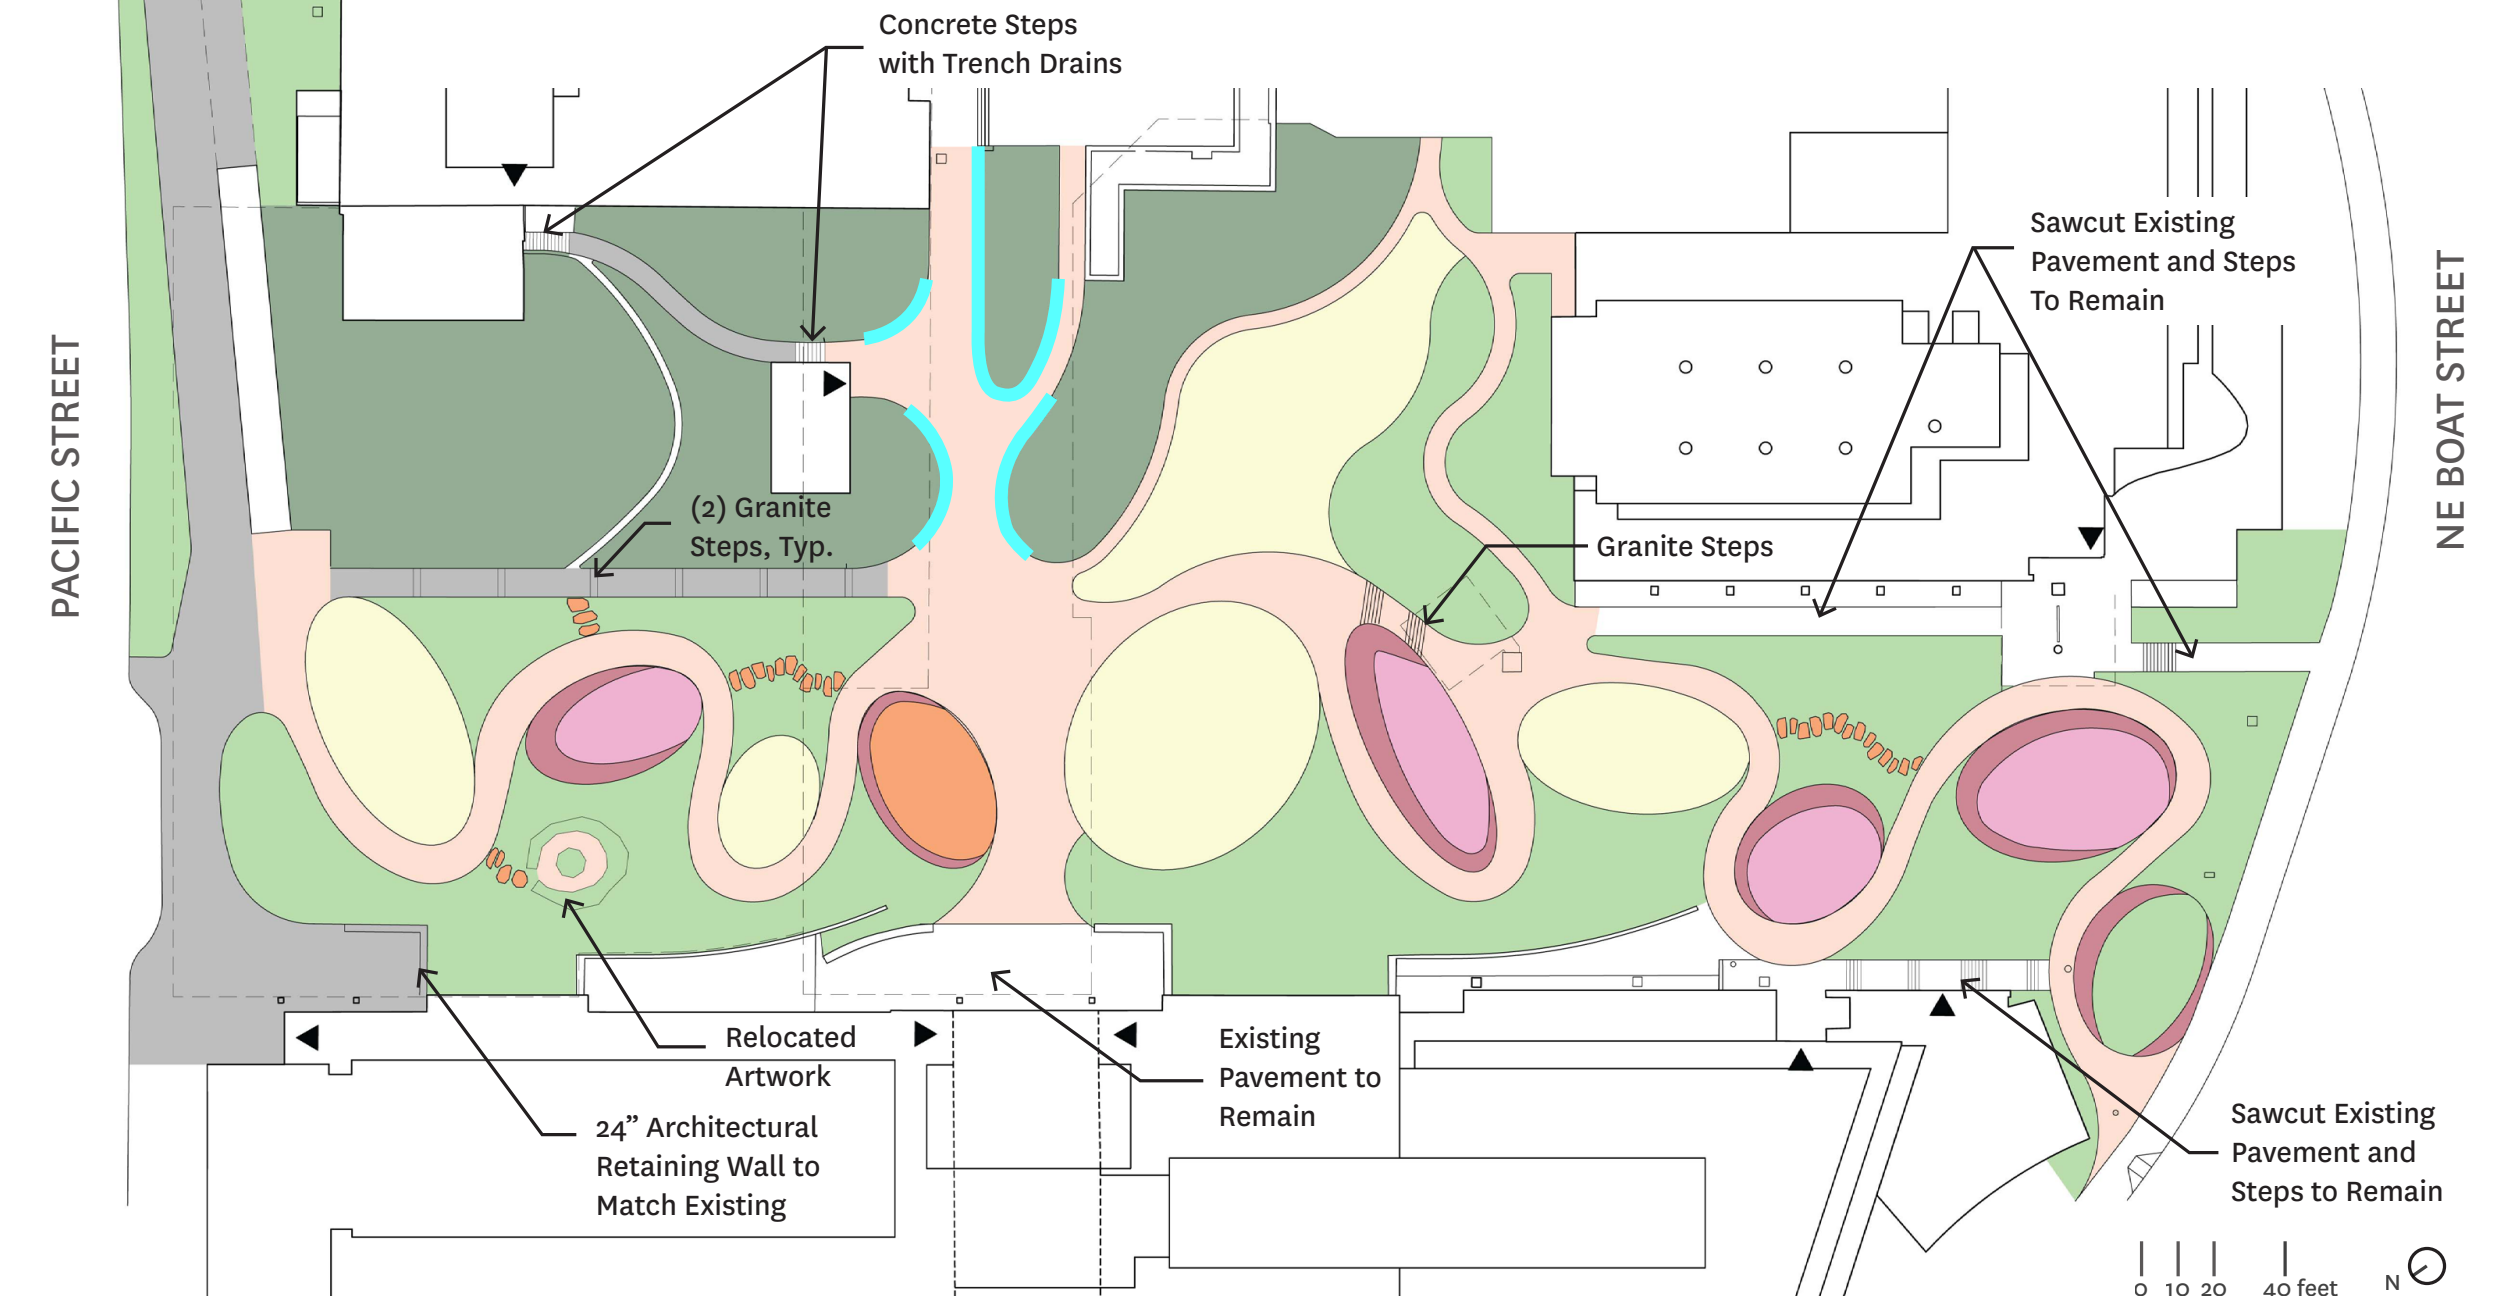 Concrete Steps
with Trench Drains
Sawcut Existing
Pavement and Steps
To Remain
PACIFIC STREET
NE BOAT STREET
(2) Granite
Steps, Typ.
Granite Steps
Relocated
Artwork
Existing
Pavement to
Remain
24” Architectural
Retaining Wall to
Match Existing
Sawcut Existing
Pavement and
Steps to Remain
0 10 20 40 feet
N